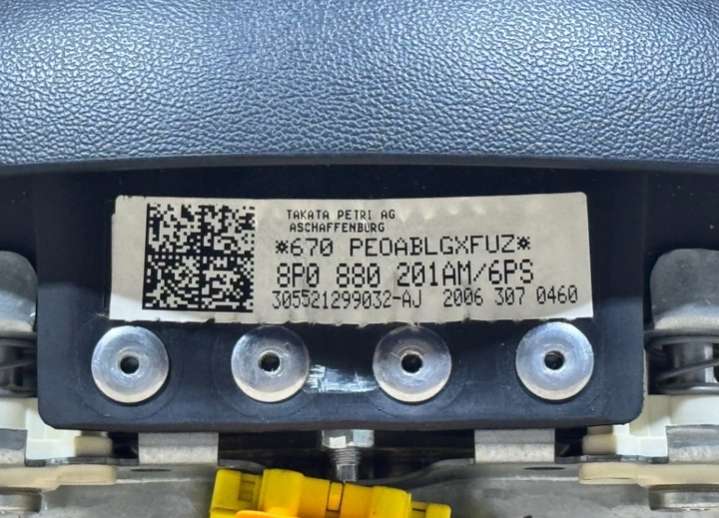 TAKATA PETRI AG
ASCHAFFENBURG
*670 PEOABLGXFUZ*
8P0 880 201AM/6PS
305521299032-AJ 2006 307 0460